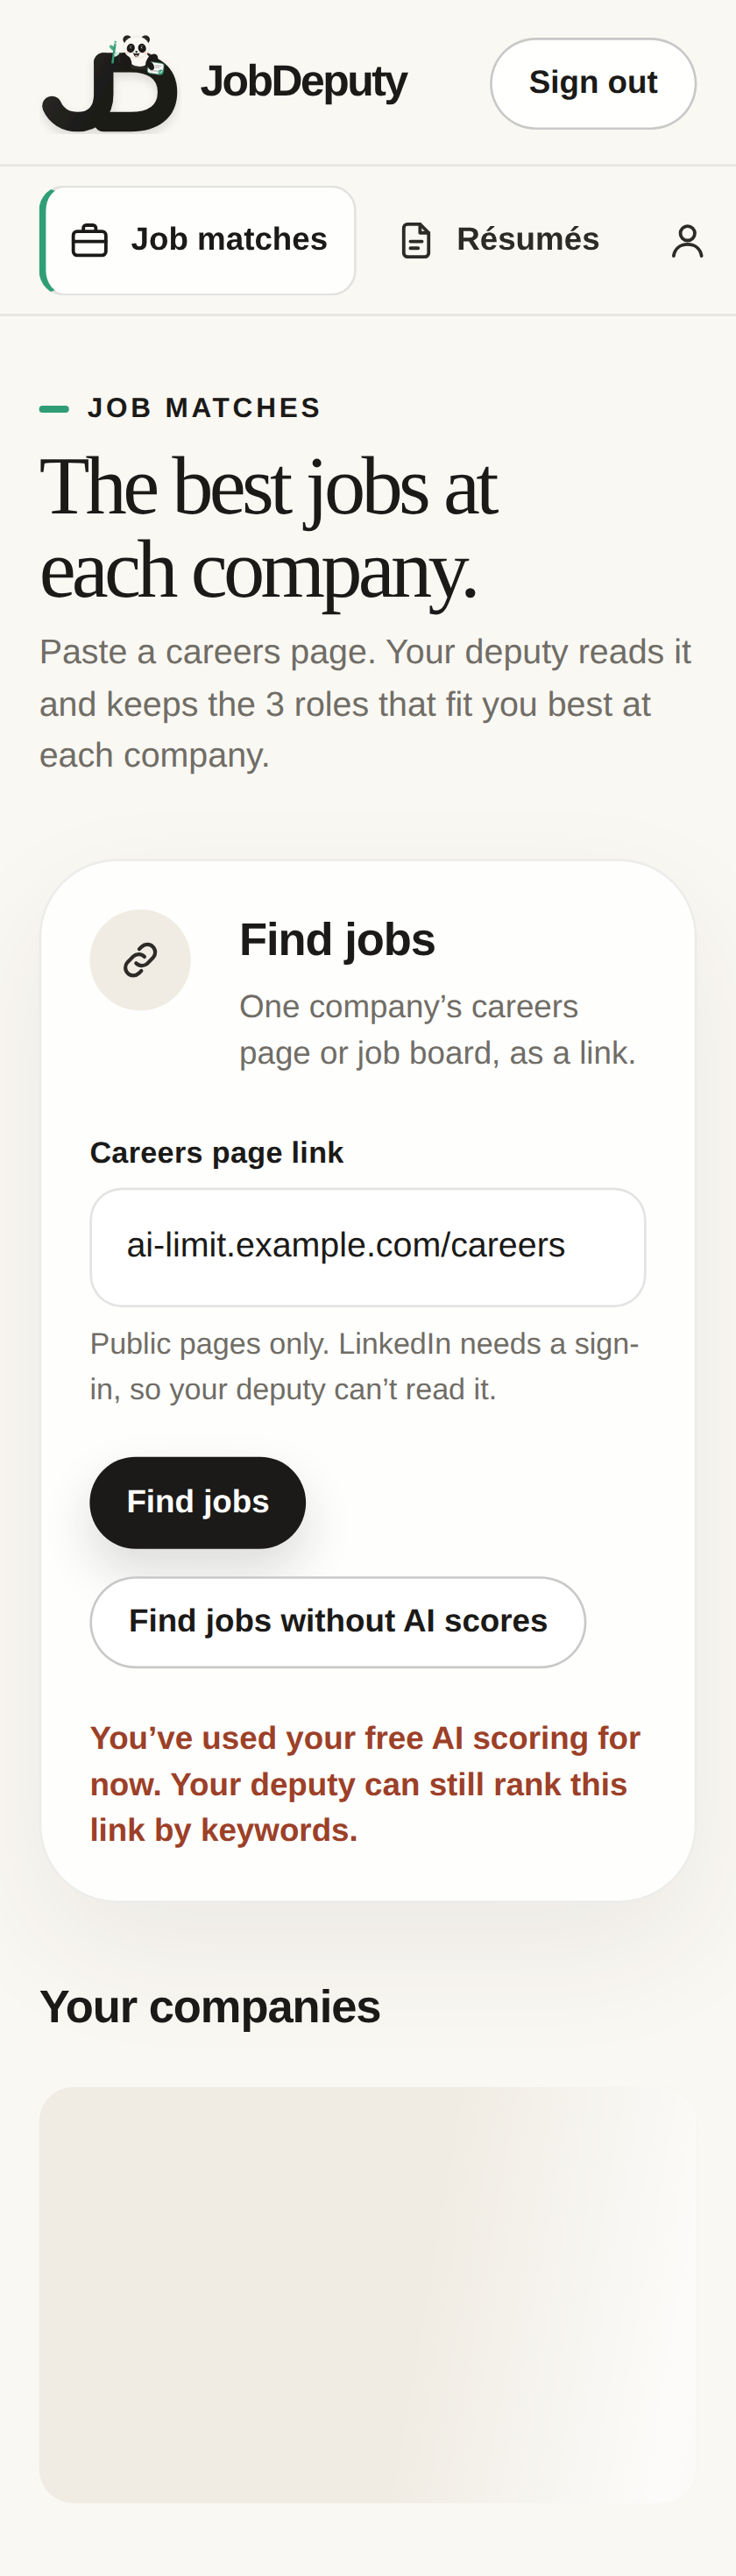 JD
JobDeputy
Sign out
Job matches
Résumés
JOB MATCHES
The best jobs at
each company.
Paste a careers page. Your deputy reads it
and keeps the 3 roles that fit you best at
each company.
Find jobs
One company’s careers
page or job board, as a link.
Careers page link
ai-limit.example.com/careers
Public pages only. LinkedIn needs a sign-
in, so your deputy can’t read it.
Find jobs
Find jobs without AI scores
You’ve used your free AI scoring for
now. Your deputy can still rank this
link by keywords.
Your companies